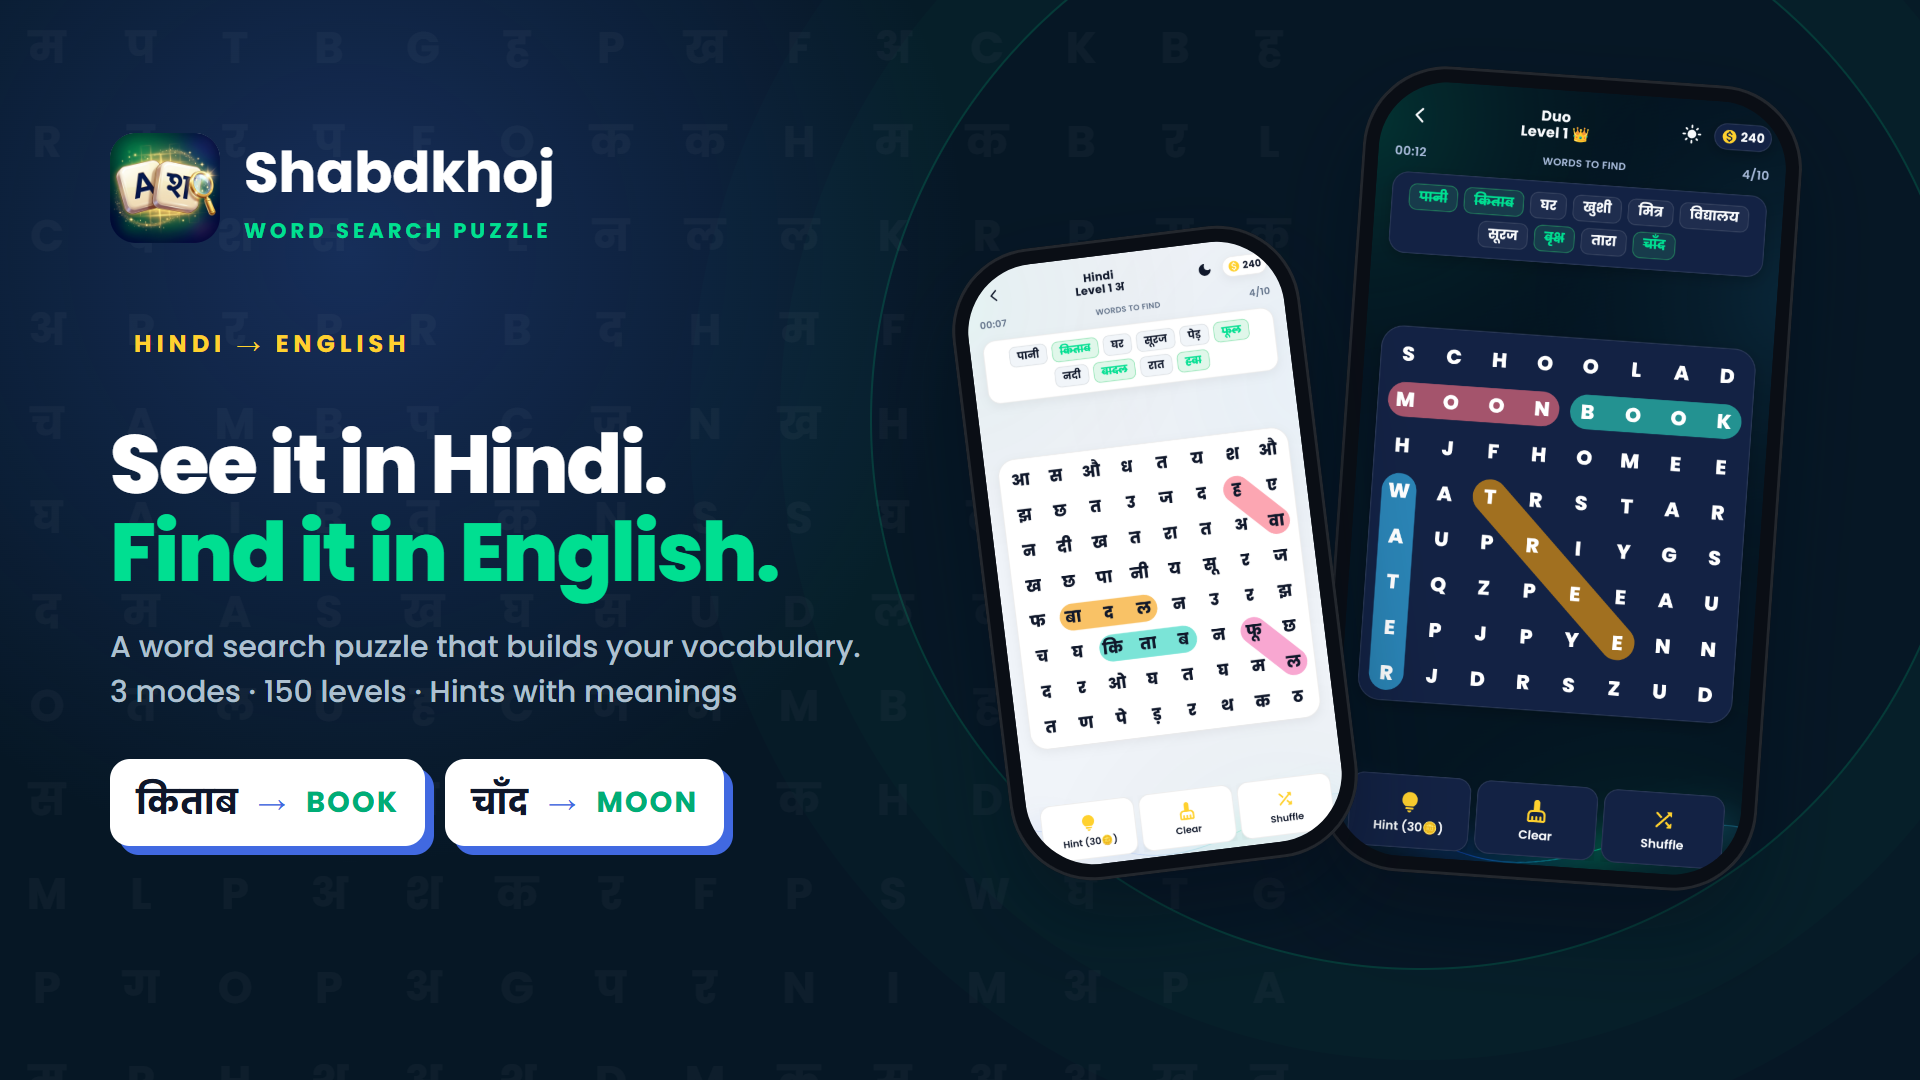 Shabdkhoj
WORD SEARCH PUZZLE
HINDI → ENGLISH
See it in Hindi.
Find it in English.
A word search puzzle that builds your vocabulary.
3 modes · 150 levels · Hints with meanings
किताब → BOOK
चाँद → MOON
Hindi
Level 1 अ
240
00:07
WORDS TO FIND
4/10
पानी किताब घर सूरज पेड़ फूल
नदी बादल रात हवा
आ स औ ध त य श औ
झ छ त उ ज द ह ए
न दी ख त रा त अ वा
ख छ पा नी य सू र ज
फ बा द ल न उ र झ
च घ कि ता ब न फू छ
द र ओ घ त घ म ल
त ण पे ड़ र थ क ठ
Hint (30)
Clear
Shuffle
Duo
Level 1
240
00:12
WORDS TO FIND
4/10
पानी किताब घर खुशी मित्र विद्यालय
सूरज वृक्ष तारा चाँद
S C H O O L A D
M O O N B O O K
H J F H O M E E
W A T R S T A R
A U P R I Y G S
T Q Z P E E A U
E P J P Y E N N
R J D R S Z U D
Hint (30)
Clear
Shuffle